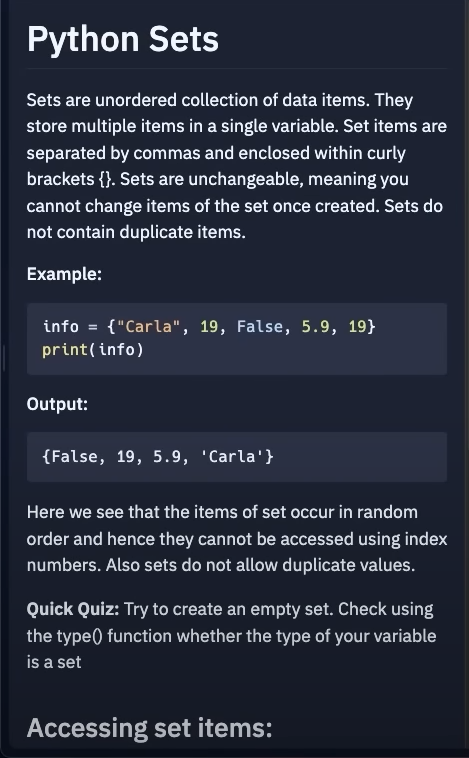 Python Sets
Sets are unordered collection of data items. They
store multiple items in a single variable. Set items are
separated by commas and enclosed within curly
brackets {}. Sets are unchangeable, meaning you
cannot change items of the set once created. Sets do
not contain duplicate items.
Example:
info = {"Carla", 19, False, 5.9, 19}
print(info)
Output:
{False, 19, 5.9, 'Carla'}
Here we see that the items of set occur in random
order and hence they cannot be accessed using index
numbers. Also sets do not allow duplicate values.
Quick Quiz: Try to create an empty set. Check using
the type() function whether the type of your variable
is a set
Accessing set items: